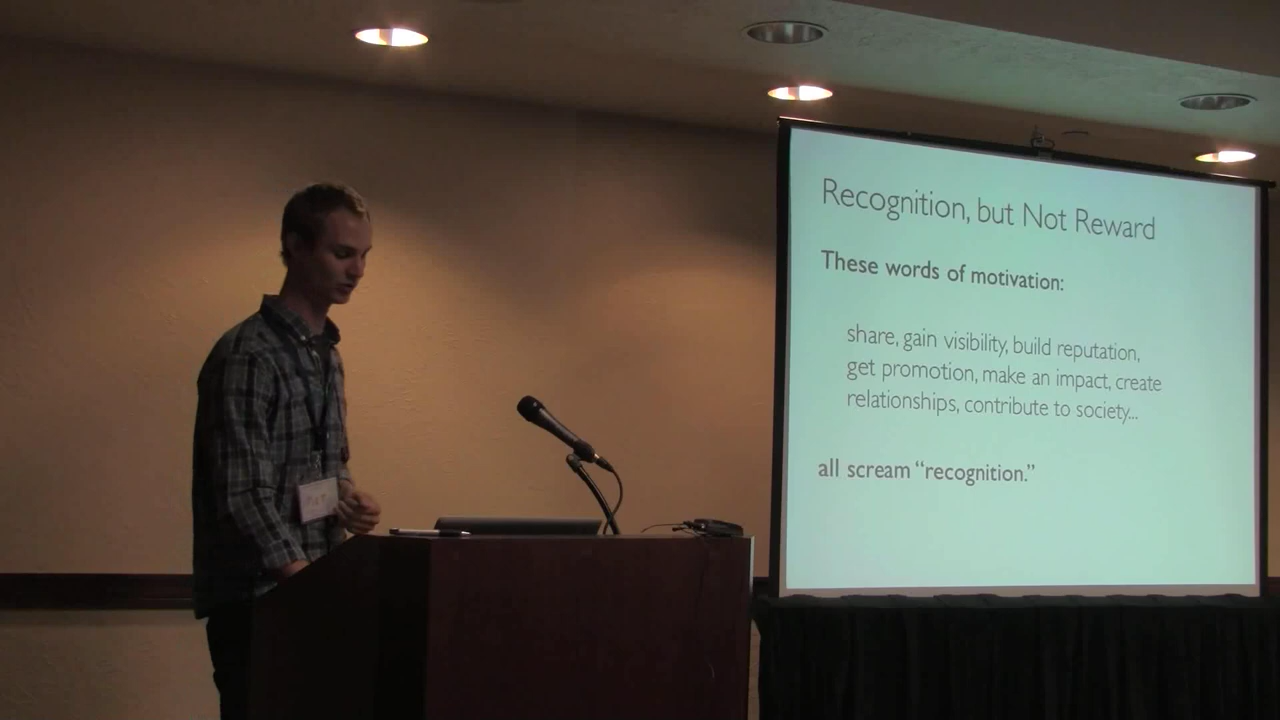 Recognition, but Not Reward
These words of motivation:
share, gain visibility, build reputation,
get promotion, make an impact, create
relationships, contribute to society...
all scream “recognition.”